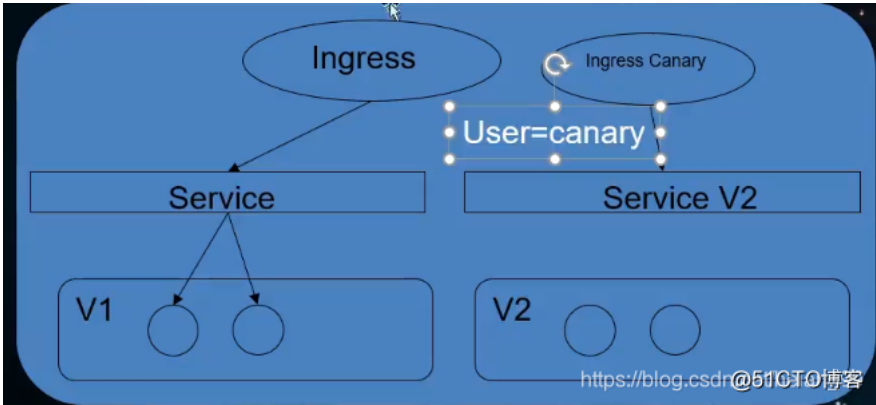 Ingress
Ingress Canary
User=canary
Service
Service V2
V1
V2
https://blog.csdn
@51CTO博客